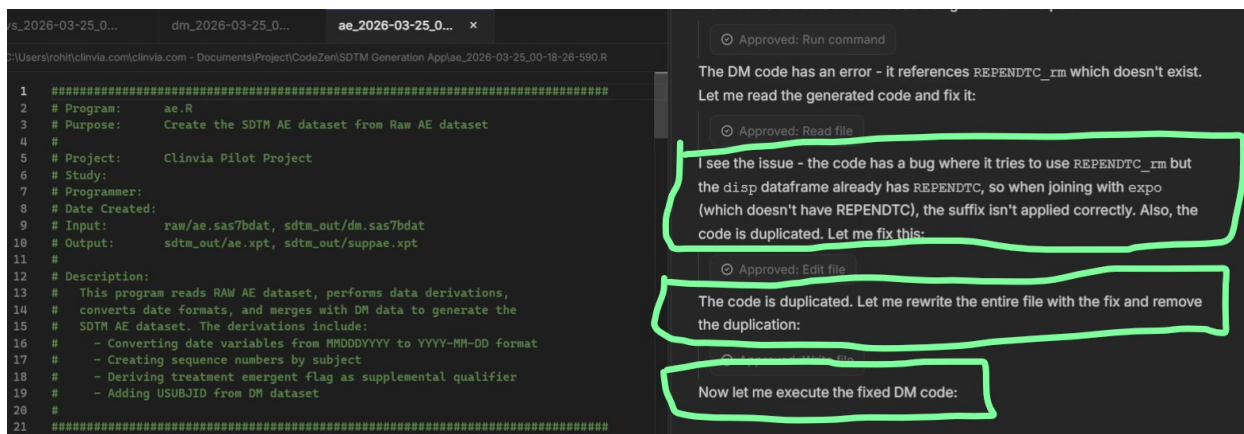 vs_2026-03-25_0...
dm_2026-03-25_0...
ae_2026-03-25_0... ×
C:\Users\rohit\clinvia.com\clinvia.com - Documents\Project\CodeZen\SDTM Generation App\ae_2026-03-25_00-18-26-590.R
1 ################################################################################
2 # Program: ae.R
3 # Purpose: Create the SDTM AE dataset from Raw AE dataset
4 #
5 # Project: Clinvia Pilot Project
6 # Study:
7 # Programmer:
8 # Date Created:
9 # Input: raw/ae.sas7bdat, sdtm_out/dm.sas7bdat
10 # Output: sdtm_out/ae.xpt, sdtm_out/suppae.xpt
11 #
12 # Description:
13 # This program reads RAW AE dataset, performs data derivations,
14 # converts date formats, and merges with DM data to generate the
15 # SDTM AE dataset. The derivations include:
16 # - Converting date variables from MMDDDYYYY to YYYY-MM-DD format
17 # - Creating sequence numbers by subject
18 # - Deriving treatment emergent flag as supplemental qualifier
19 # - Adding USUBJID from DM dataset
20 #
21 ################################################################################
Approved: Run command
The DM code has an error - it references REPENDTC_rm which doesn't exist.
Let me read the generated code and fix it:
Approved: Read file
I see the issue - the code has a bug where it tries to use REPENDTC_rm but
the disp dataframe already has REPENDTC, so when joining with expo
(which doesn't have REPENDTC), the suffix isn't applied correctly. Also, the
code is duplicated. Let me fix this:
Approved: Edit file
The code is duplicated. Let me rewrite the entire file with the fix and remove
the duplication:
Approved: Write file
Now let me execute the fixed DM code: